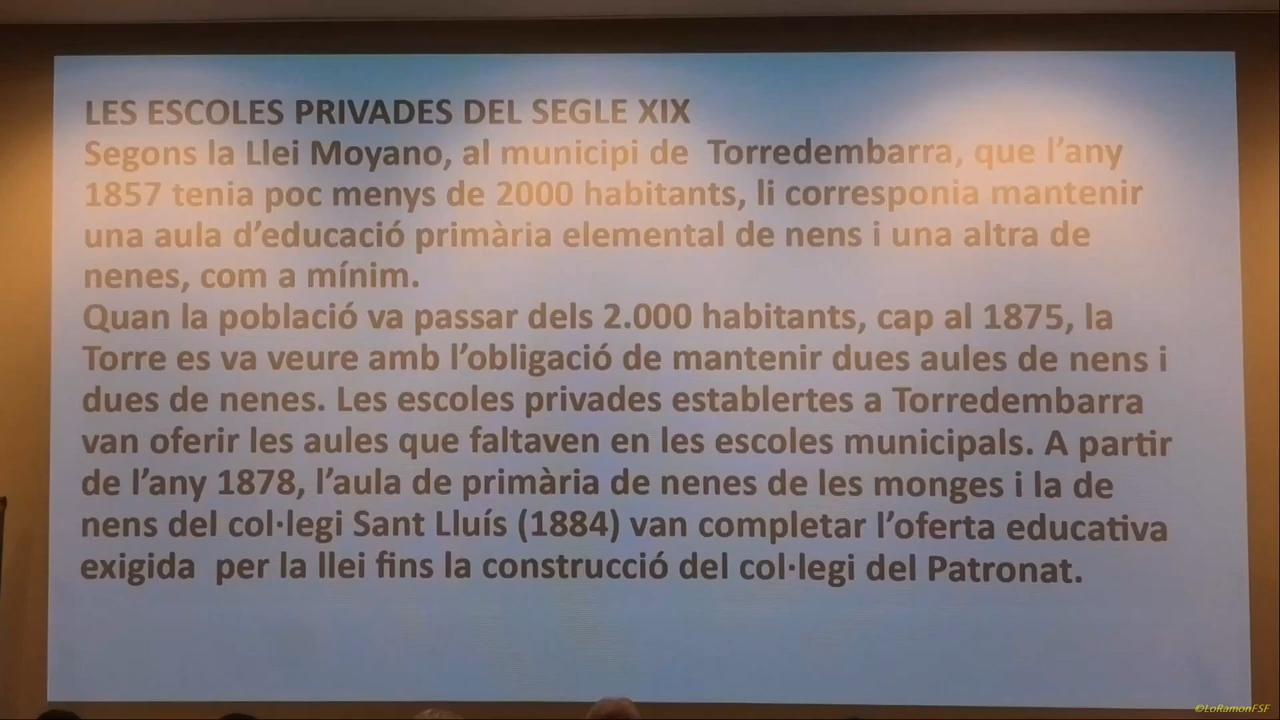 LES ESCOLES PRIVADES DEL SEGLE XIX
Segons la Llei Moyano, al municipi de  Torredembarra, que l'any
1857 tenia poc menys de 2000 habitants, li corresponia mantenir
una aula d'educació primària elemental de nens i una altra de
nenes, com a mínim.
Quan la població va passar dels 2.000 habitants, cap al 1875, la
Torre es va veure amb l'obligació de mantenir dues aules de nens i
dues de nenes. Les escoles privades establertes a Torredembarra
van oferir les aules que faltaven en les escoles municipals. A partir
de l'any 1878, l'aula de primària de nenes de les monges i la de
nens del col·legi Sant Lluís (1884) van completar l'oferta educativa
exigida  per la llei fins la construcció del col·legi del Patronat.
©LoRamonFSF